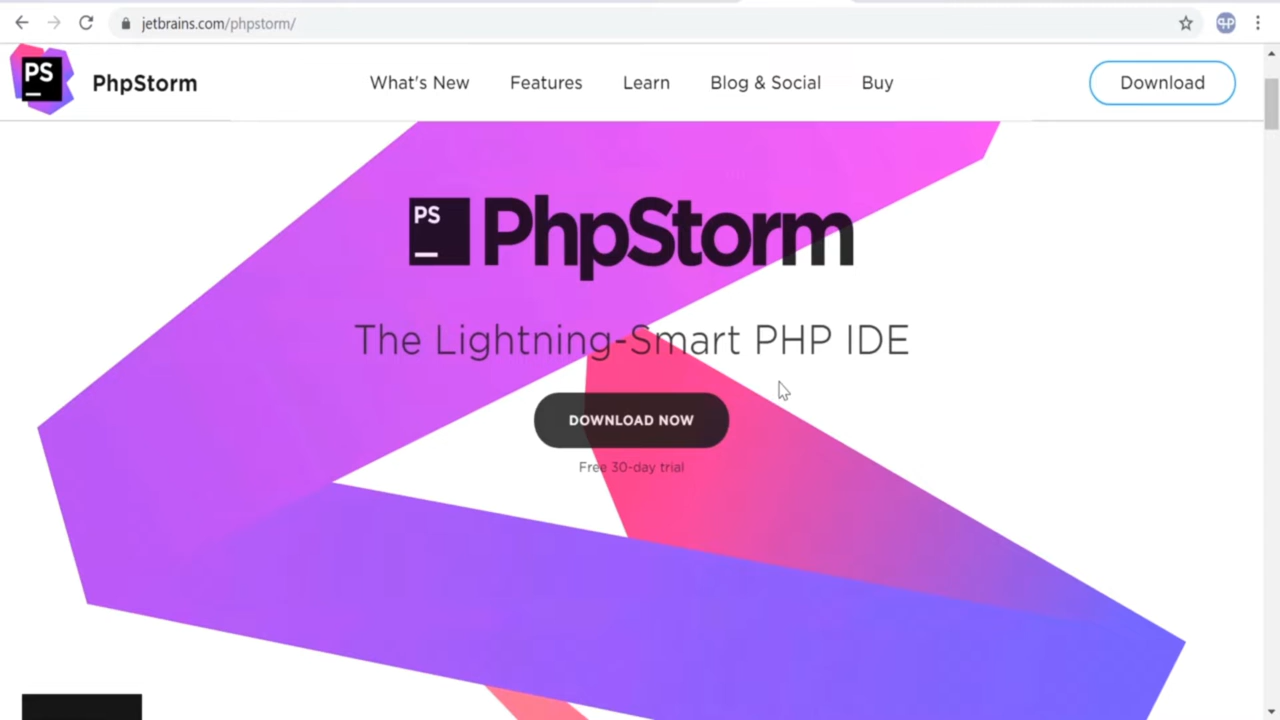 jetbrains.com/phpstorm/
PS
PhpStorm
What's New
Features
Learn
Blog & Social
Buy
Download
PS
PhpStorm
The Lightning-Smart PHP IDE
DOWNLOAD NOW
Free 30-day trial